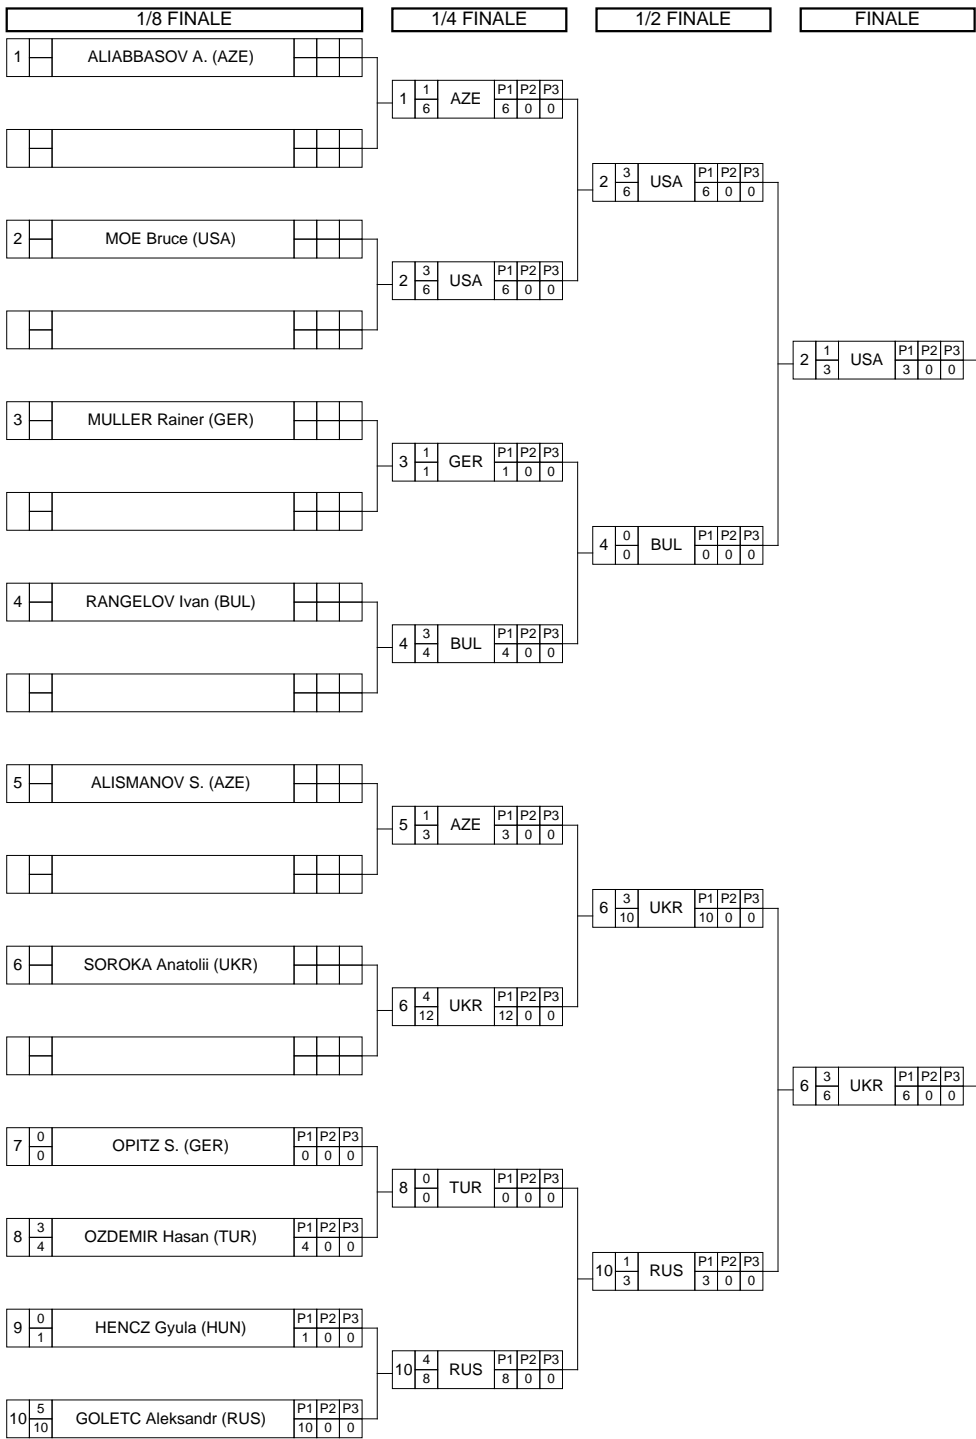 1/8 FINALE 1/4 FINALE 1/2 FINALE FINALE
1 ALIABBASOV A. (AZE)
1 1 6 AZE P1 P2 P3 6 0 0
2 3 6 USA P1 P2 P3 6 0 0
2 MOE Bruce (USA)
2 3 6 USA P1 P2 P3 6 0 0
2 1 3 USA P1 P2 P3 3 0 0
3 MULLER Rainer (GER)
3 1 1 GER P1 P2 P3 1 0 0
4 0 0 BUL P1 P2 P3 0 0 0
4 RANGELOV Ivan (BUL)
4 3 4 BUL P1 P2 P3 4 0 0
5 ALISMANOV S. (AZE)
5 1 3 AZE P1 P2 P3 3 0 0
6 3 10 UKR P1 P2 P3 10 0 0
6 SOROKA Anatolii (UKR)
6 4 12 UKR P1 P2 P3 12 0 0
6 3 6 UKR P1 P2 P3 6 0 0
7 0 0 OPITZ S. (GER) P1 P2 P3 0 0 0
8 0 0 TUR P1 P2 P3 0 0 0
8 3 4 OZDEMIR Hasan (TUR) P1 P2 P3 4 0 0
10 1 3 RUS P1 P2 P3 3 0 0
9 0 1 HENCZ Gyula (HUN) P1 P2 P3 1 0 0
10 4 8 RUS P1 P2 P3 8 0 0
10 5 10 GOLETC Aleksandr (RUS) P1 P2 P3 10 0 0